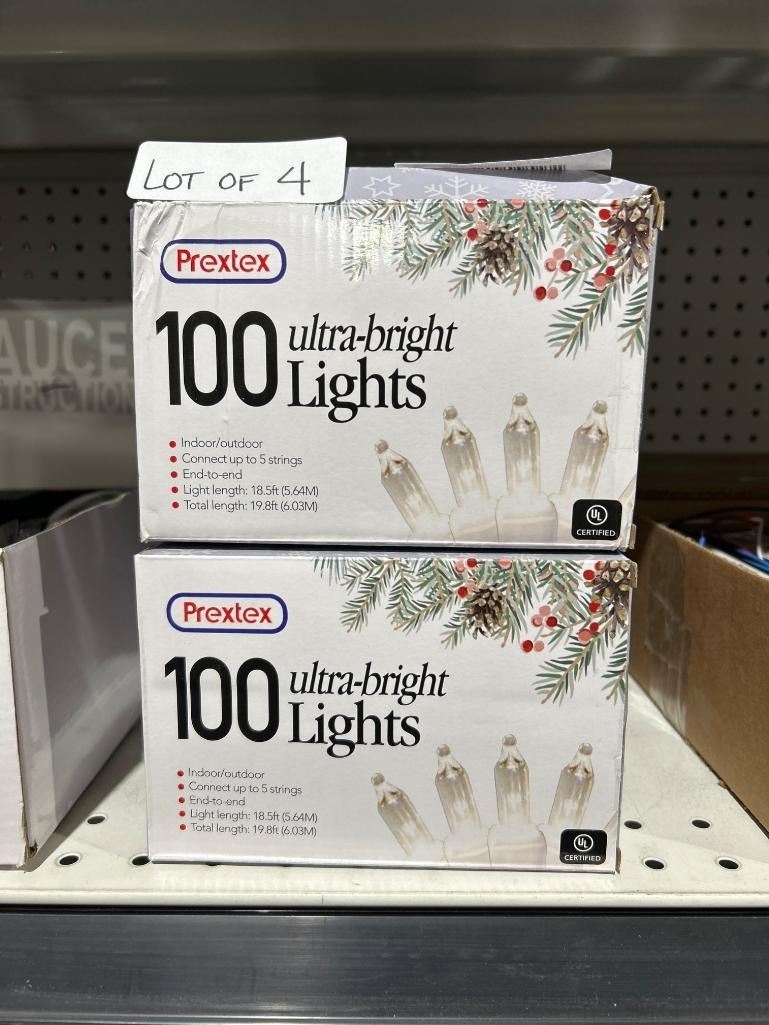 LOT OF 4
Prextex
100 ultra-bright
Lights
Indoor/outdoor
Connect up to 5 strings
End-to-end
Light length: 18.5ft (5.64M)
Total length: 19.8ft (6.03M)
UL
CERTIFIED
AUCE
TRUCTION
Prextex
100 ultra-bright
Lights
Indoor/outdoor
Connect up to 5 strings
End-to-end
Light length: 18.5ft (5.64M)
Total length: 19.8ft (6.03M)
UL
CERTIFIED